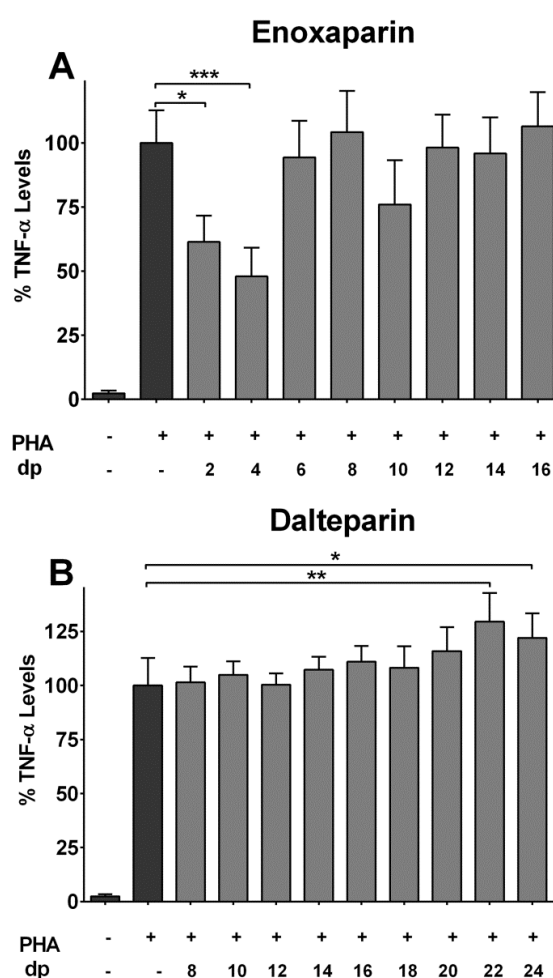 Enoxaparin
A
***
*
% TNF-α Levels
100
75
50
25
0
PHA - + + + + + + + + +
dp - - 2 4 6 8 10 12 14 16
Dalteparin
B
*
**
% TNF-α Levels
125
100
75
50
25
0
PHA - + + + + + + + + + +
dp - - 8 10 12 14 16 18 20 22 24